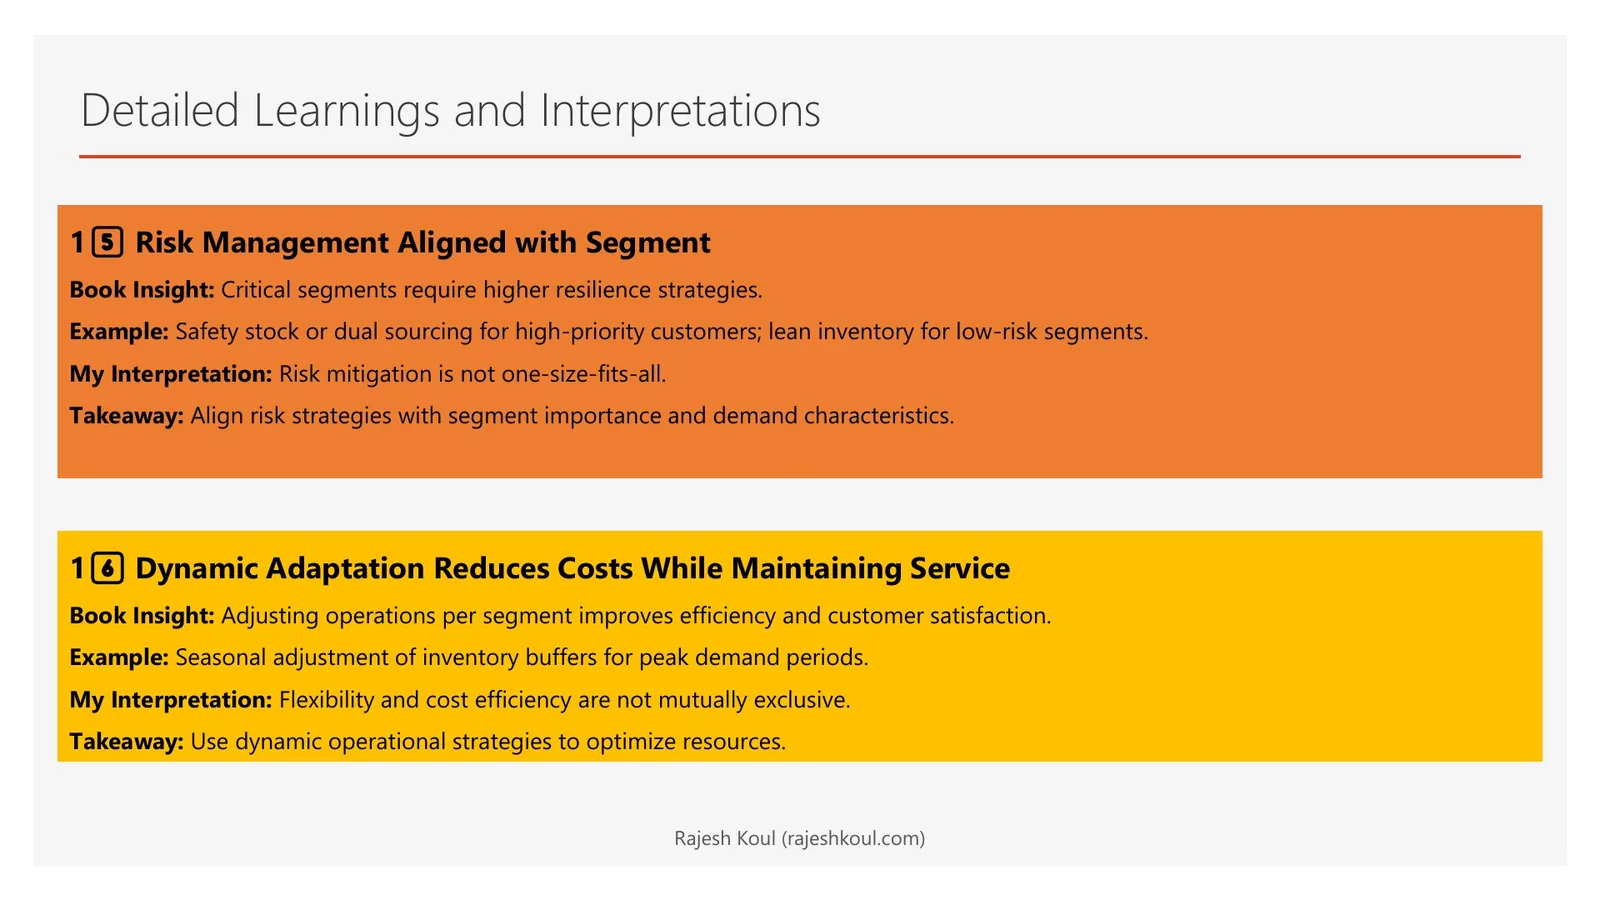 Detailed Learnings and Interpretations
15️⃣ Risk Management Aligned with Segment
Book Insight: Critical segments require higher resilience strategies.
Example: Safety stock or dual sourcing for high-priority customers; lean inventory for low-risk segments.
My Interpretation: Risk mitigation is not one-size-fits-all.
Takeaway: Align risk strategies with segment importance and demand characteristics.
16️⃣ Dynamic Adaptation Reduces Costs While Maintaining Service
Book Insight: Adjusting operations per segment improves efficiency and customer satisfaction.
Example: Seasonal adjustment of inventory buffers for peak demand periods.
My Interpretation: Flexibility and cost efficiency are not mutually exclusive.
Takeaway: Use dynamic operational strategies to optimize resources.
Rajesh Koul (rajeshkoul.com)